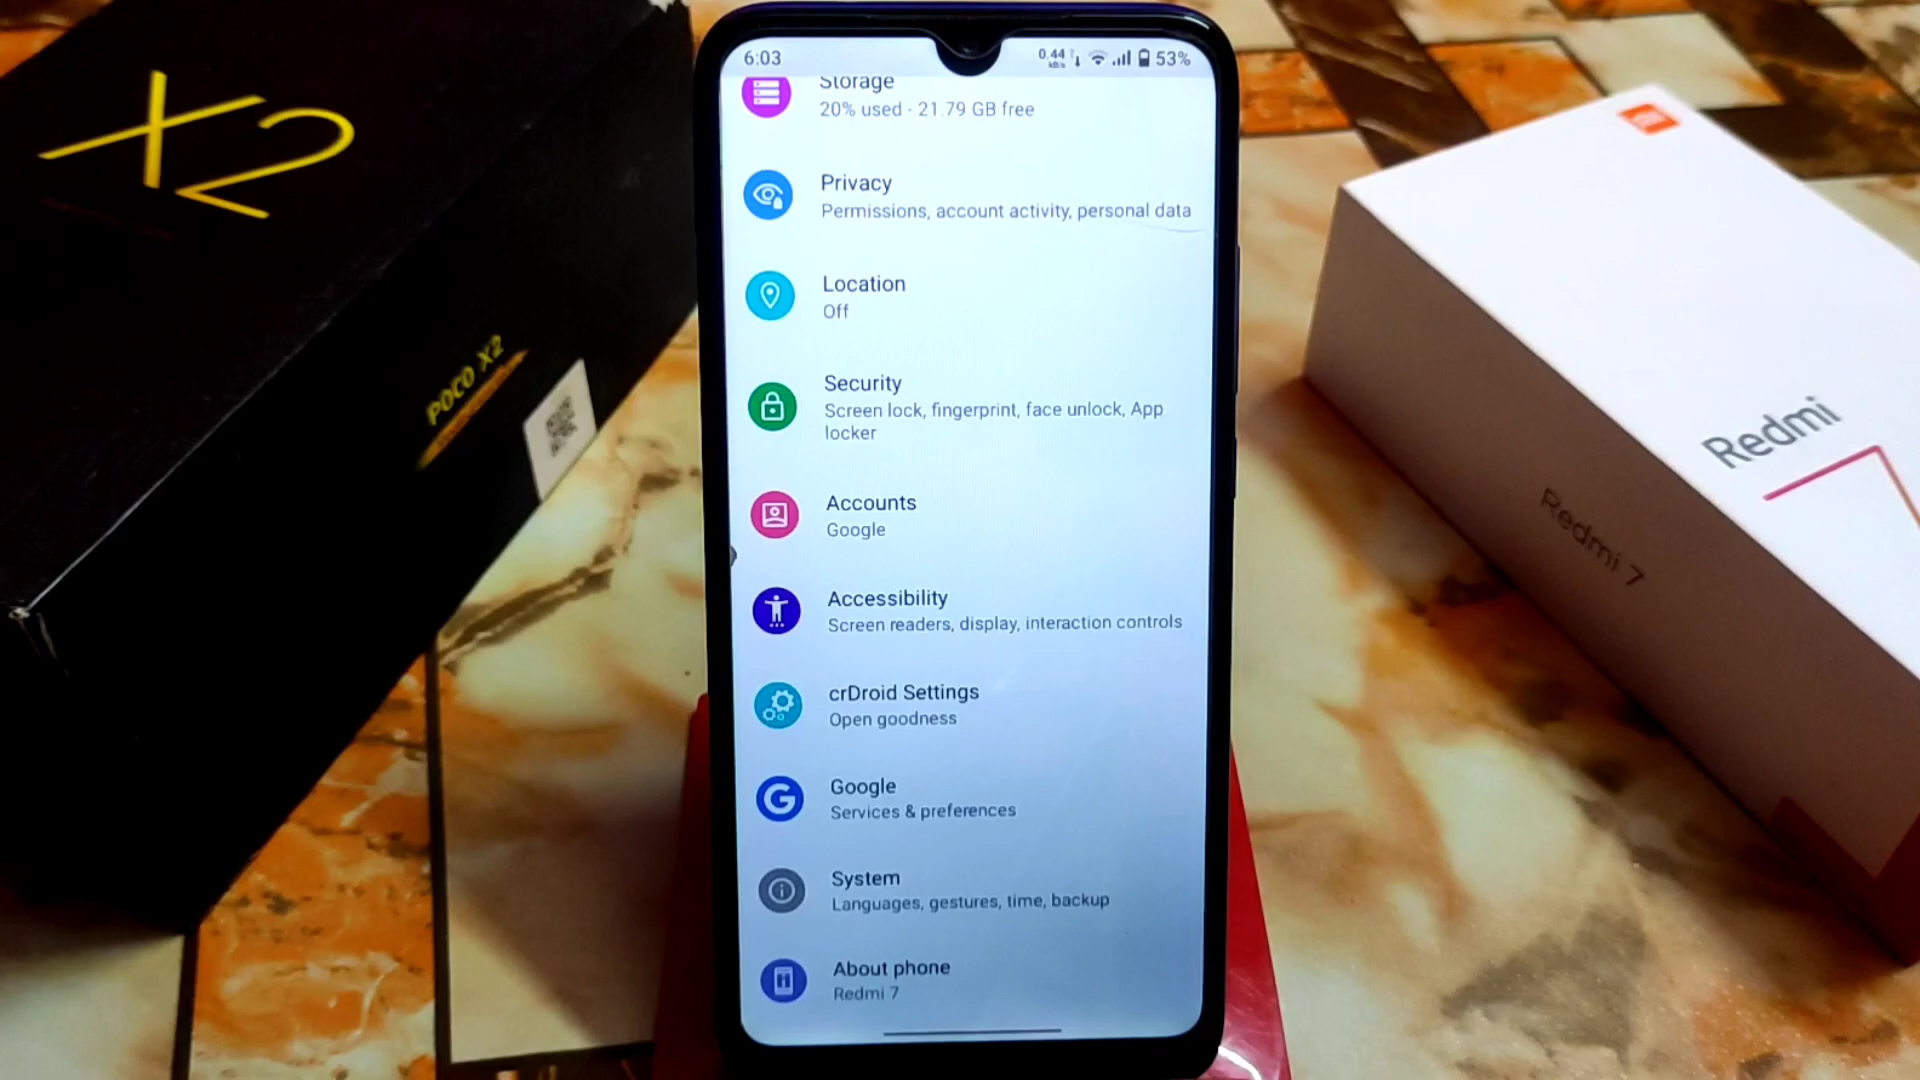 X2
POCO X2
6:03
0.44
kB/s
53%
Storage
20% used - 21.79 GB free
Privacy
Permissions, account activity, personal data
Location
Off
Security
Screen lock, fingerprint, face unlock, App
locker
Accounts
Google
Accessibility
Screen readers, display, interaction controls
crDroid Settings
Open goodness
Google
Services & preferences
System
Languages, gestures, time, backup
About phone
Redmi 7
Redmi
7
Redmi 7